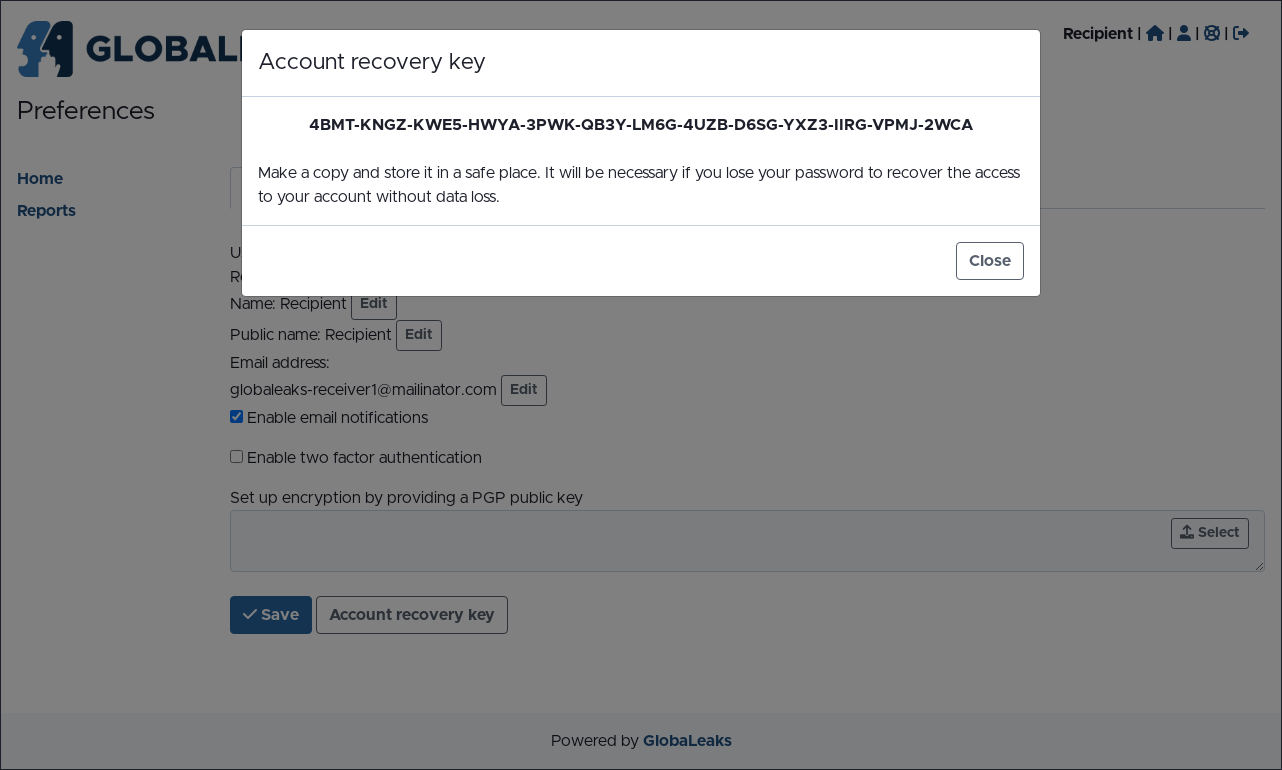 GLOBAL
Recipient | | | |
Account recovery key
4BMT-KNGZ-KWE5-HWYA-3PWK-QB3Y-LM6G-4UZB-D6SG-YXZ3-IIRG-VPMJ-2WCA
Make a copy and store it in a safe place. It will be necessary if you lose your password to recover the access
to your account without data loss.
Close
Preferences
Home
Reports
Name: Recipient Edit
Public name: Recipient Edit
Email address:
globaleaks-receiver1@mailinator.com Edit
Enable email notifications
Enable two factor authentication
Set up encryption by providing a PGP public key
Select
Save Account recovery key
Powered by GlobaLeaks